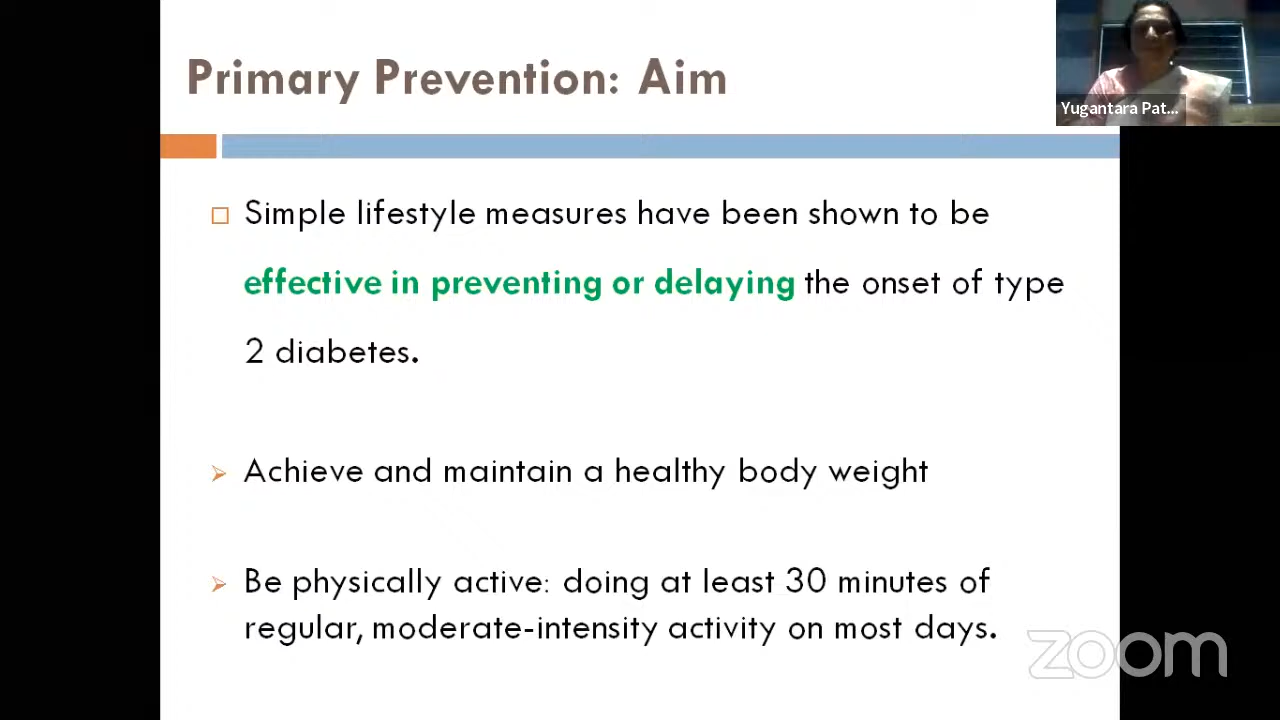 Primary Prevention: Aim
Yugantara Pat...
Simple lifestyle measures have been shown to be
effective in preventing or delaying the onset of type
2 diabetes.
Achieve and maintain a healthy body weight
Be physically active: doing at least 30 minutes of
regular, moderate-intensity activity on most days.
zoom